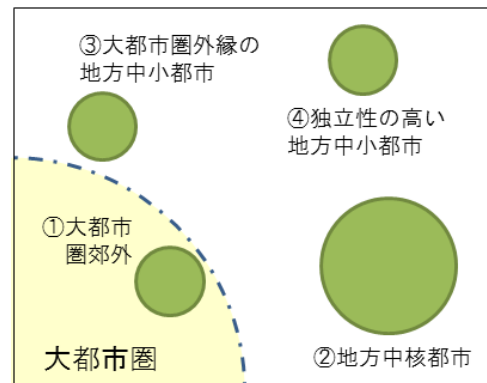 ③大都市圏外縁の
地方中小都市
④独立性の高い
地方中小都市
①大都市
圏郊外
大都市圏
②地方中核都市